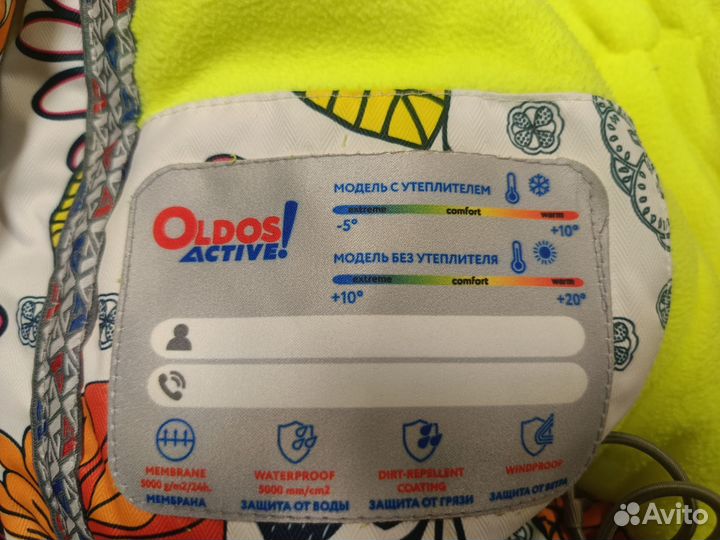 OLDOS
ACTIVE!
МОДЕЛЬ С УТЕПЛИТЕЛЕМ
extreme comfort warm
-5° +10°
МОДЕЛЬ БЕЗ УТЕПЛИТЕЛЯ
extreme comfort warm
+10° +20°
MEMBRANE
5000 g/m2/24h.
МЕМБРАНА
WATERPROOF
5000 mm/cm2
ЗАЩИТА ОТ ВОДЫ
DIRT-REPELLENT
COATING
ЗАЩИТА ОТ ГРЯЗИ
WINDPROOF
ЗАЩИТА ОТ ВЕТРА
Avito